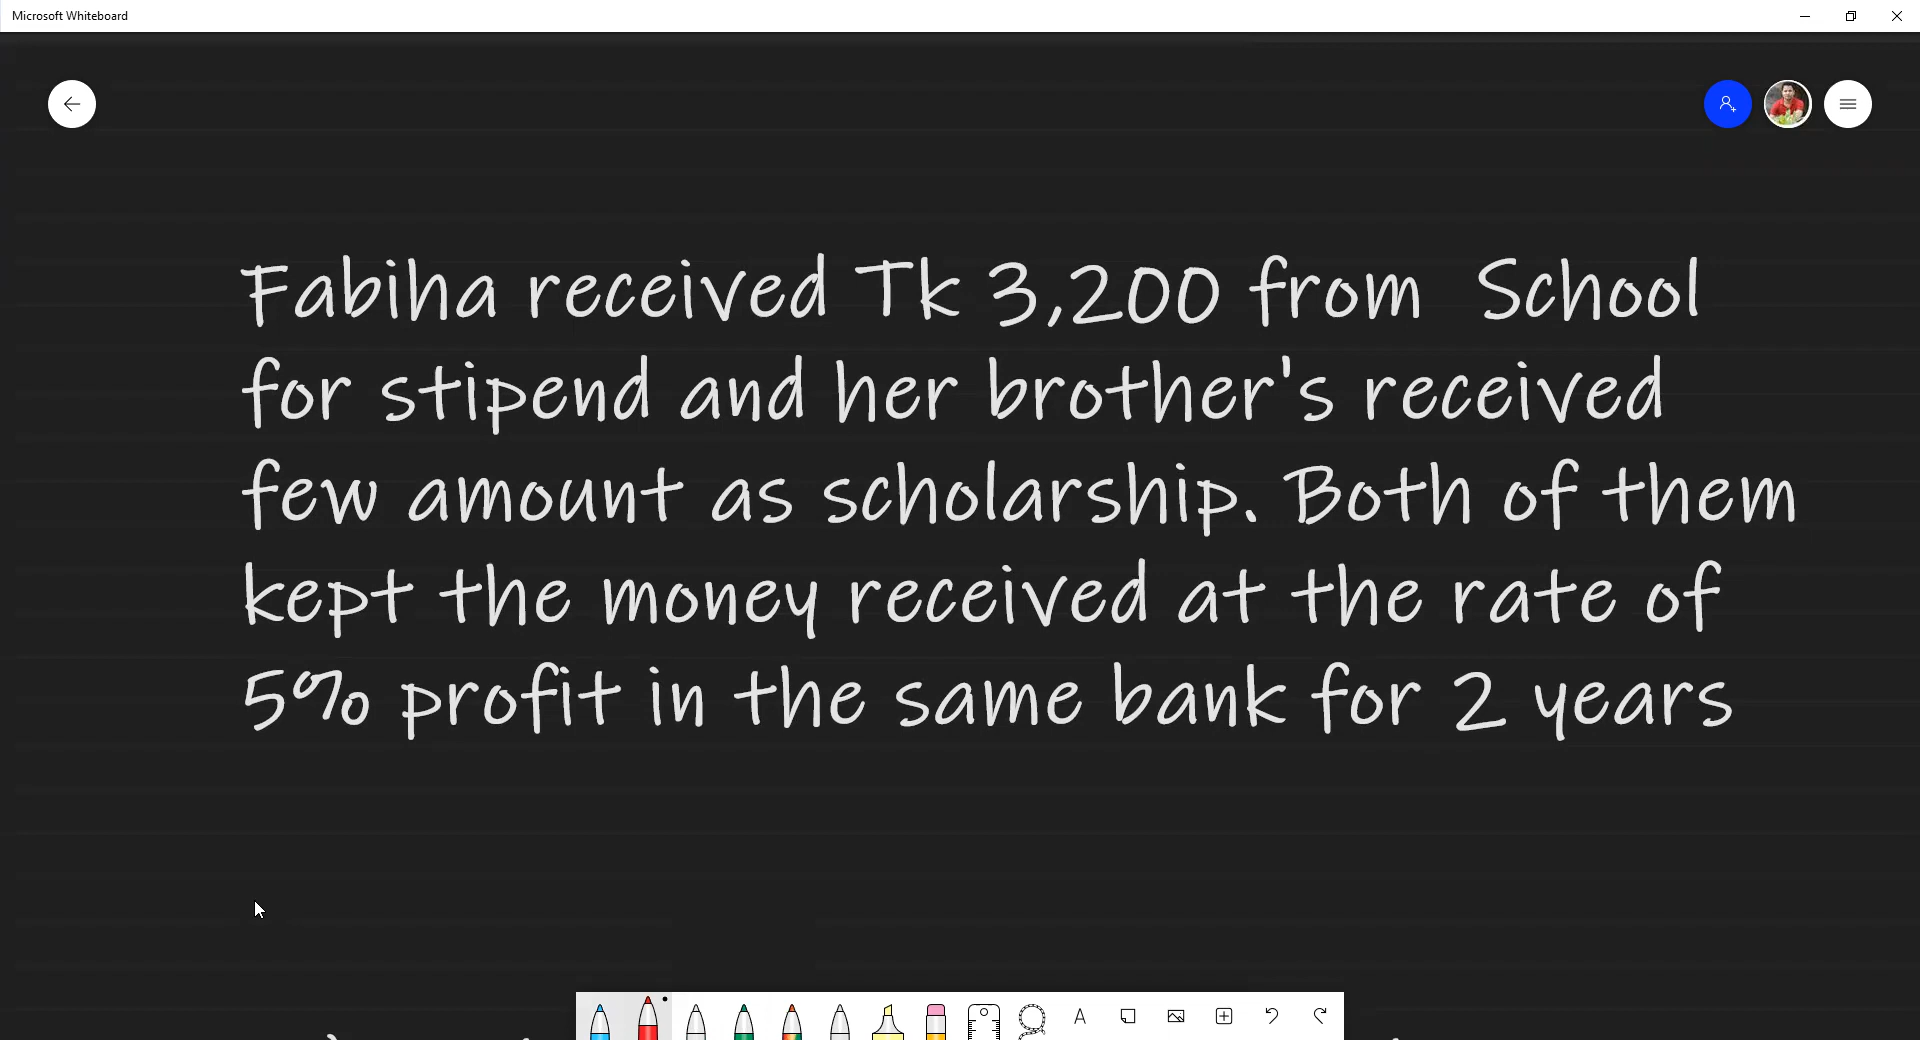 Microsoft Whiteboard
Fabiha received Tk 3,200 from School
for stipend and her brother's received
few amount as scholarship. Both of them
kept the money received at the rate of
5% profit in the same bank for 2 years
A